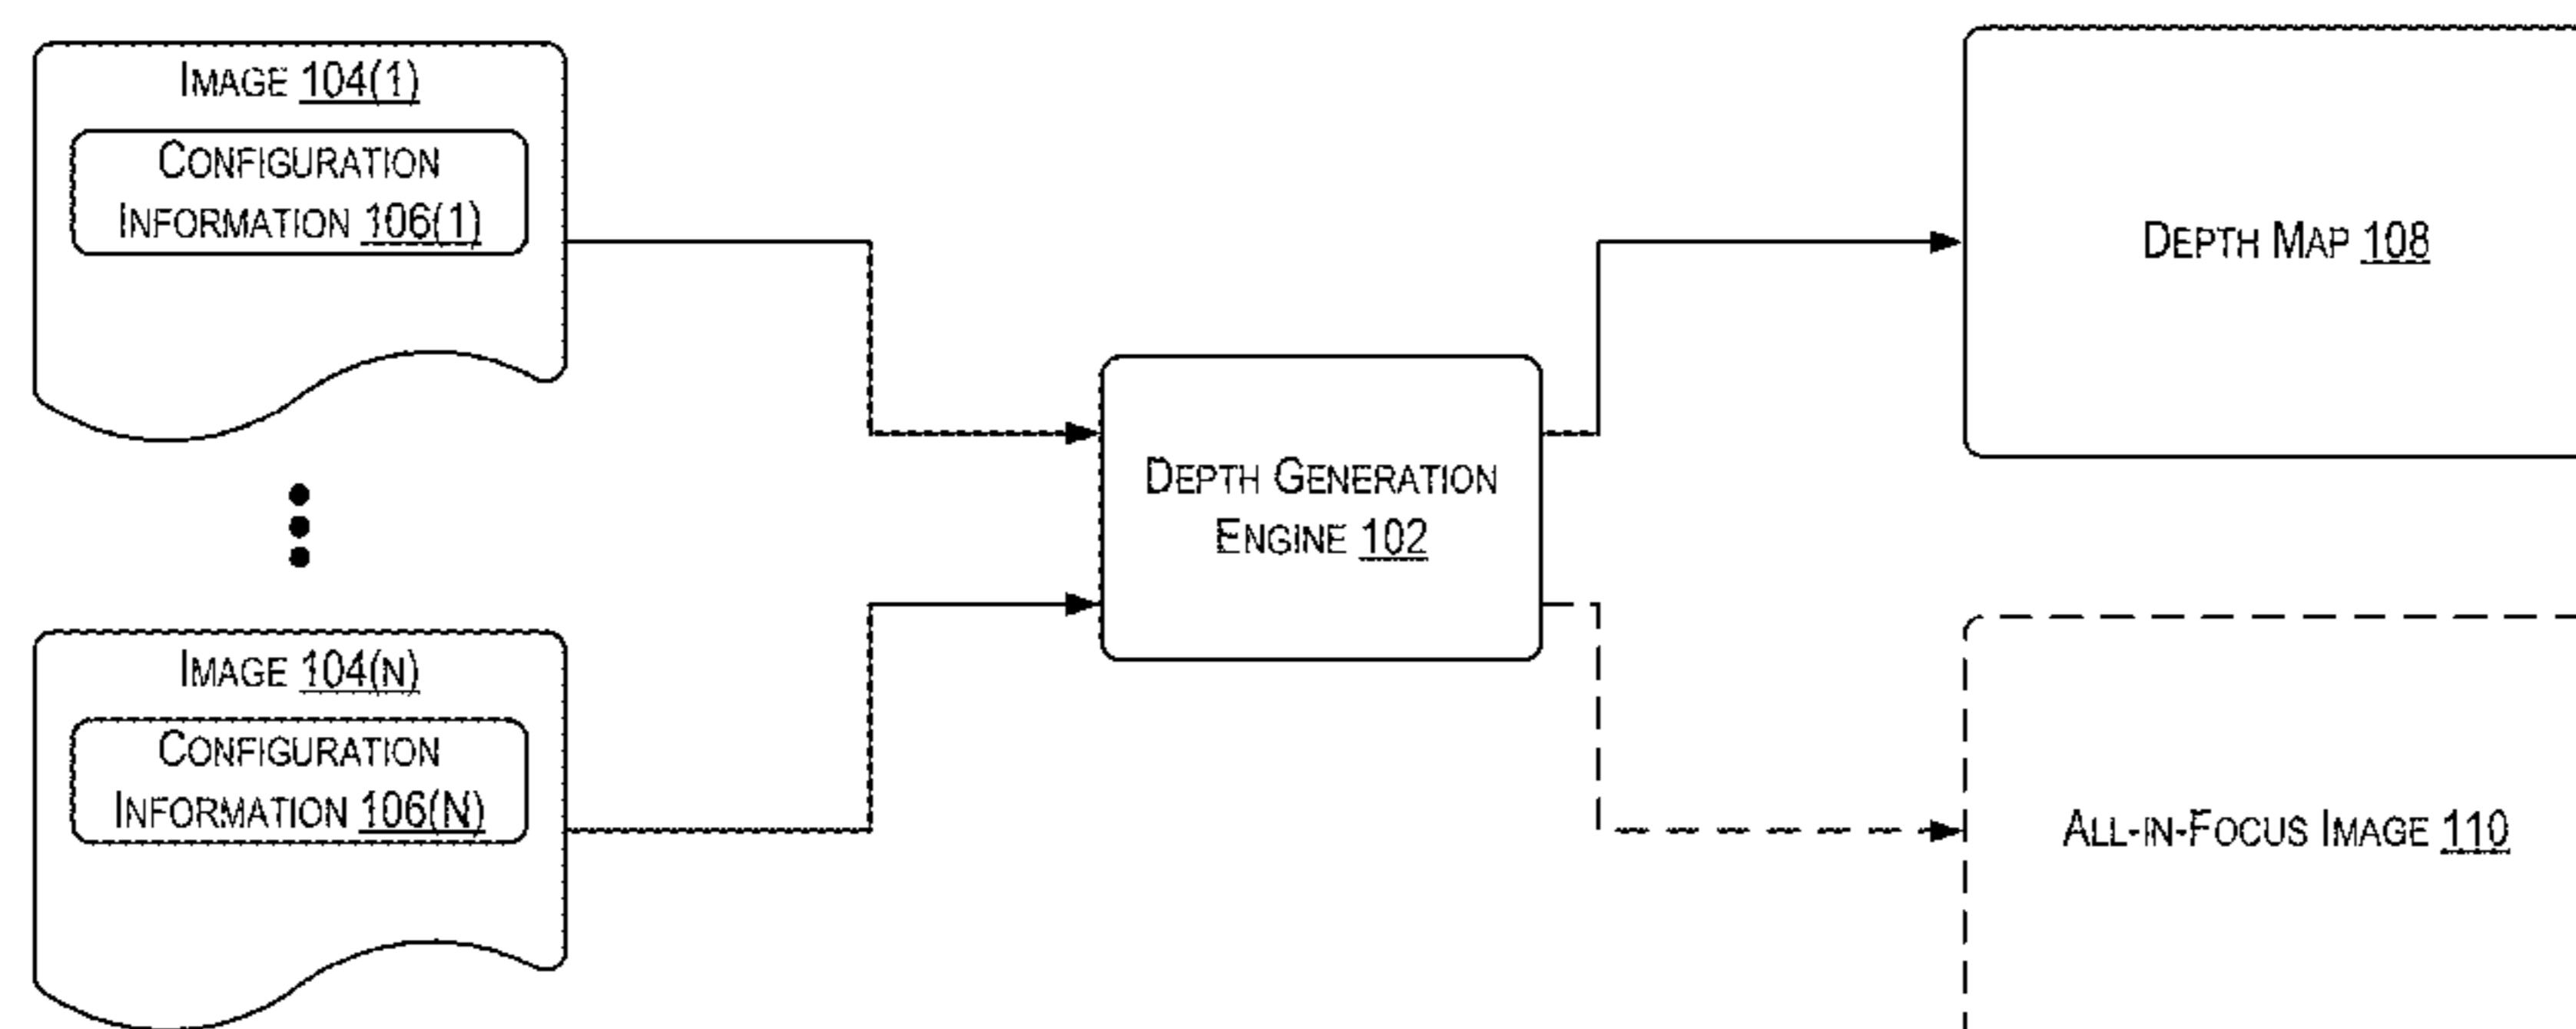 IMAGE 104(1)
CONFIGURATION
INFORMATION 106(1)
IMAGE 104(N)
CONFIGURATION
INFORMATION 106(N)
DEPTH GENERATION
ENGINE 102
DEPTH MAP 108
ALL-IN-FOCUS IMAGE 110